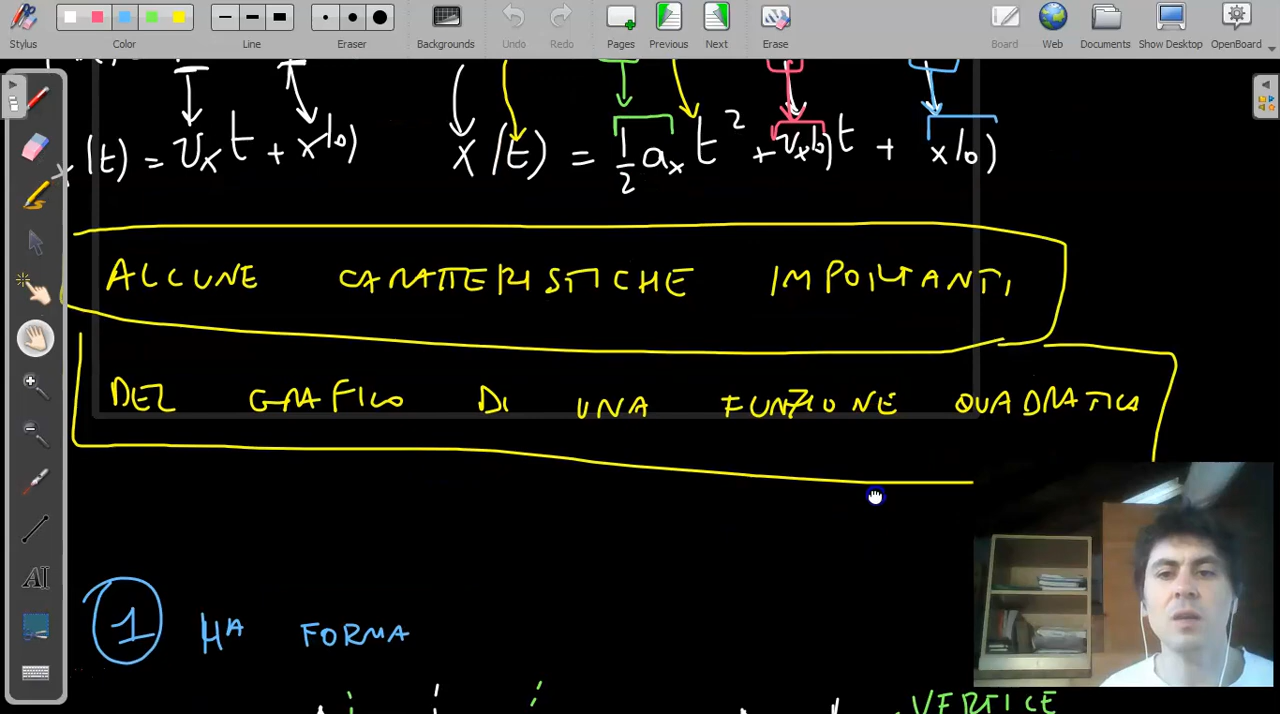 Stylus Color Line Eraser Backgrounds Undo Redo Pages Previous Next Erase Board Web Documents Show Desktop OpenBoard
x(t) = vₓt + x(0) x(t) = 1/2 aₓ t² + vₓ(0)t + x(0)
ALCUNE CARATTERISTICHE IMPORTANTI
DEL GRAFICO DI UNA FUNZIONE QUADRATICA
1 HA FORMA
VERTICE